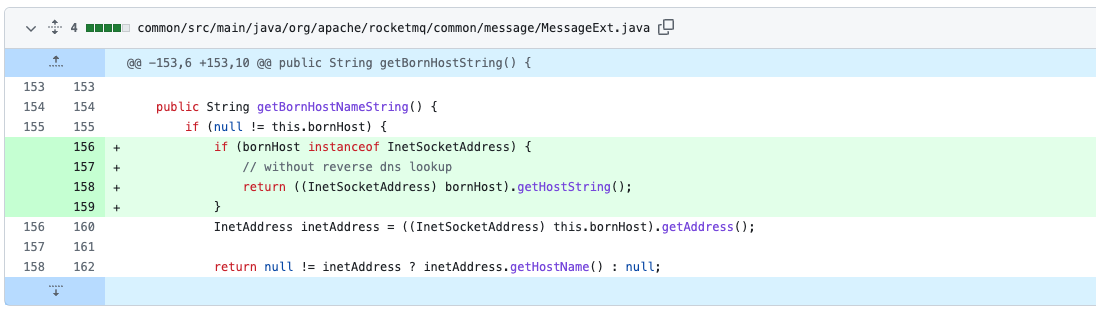 4 common/src/main/java/org/apache/rocketmq/common/message/MessageExt.java
@@ -153,6 +153,10 @@ public String getBornHostString() {
153 153
154 154 public String getBornHostNameString() {
155 155 if (null != this.bornHost) {
156 + if (bornHost instanceof InetSocketAddress) {
157 + // without reverse dns lookup
158 + return ((InetSocketAddress) bornHost).getHostString();
159 + }
156 160 InetAddress inetAddress = ((InetSocketAddress) this.bornHost).getAddress();
157 161
158 162 return null != inetAddress ? inetAddress.getHostName() : null;